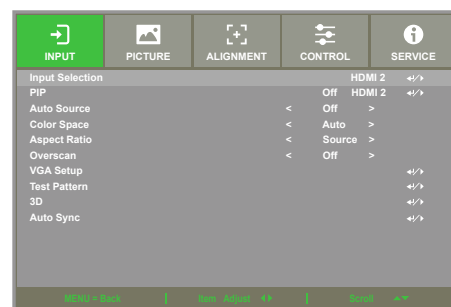 INPUT PICTURE ALIGNMENT CONTROL SERVICE
Input Selection HDMI 2
PIP Off HDMI 2
Auto Source < Off >
Color Space < Auto >
Aspect Ratio < Source >
Overscan < Off >
VGA Setup
Test Pattern
3D
Auto Sync
MENU = Back | Item Adjust | Scroll